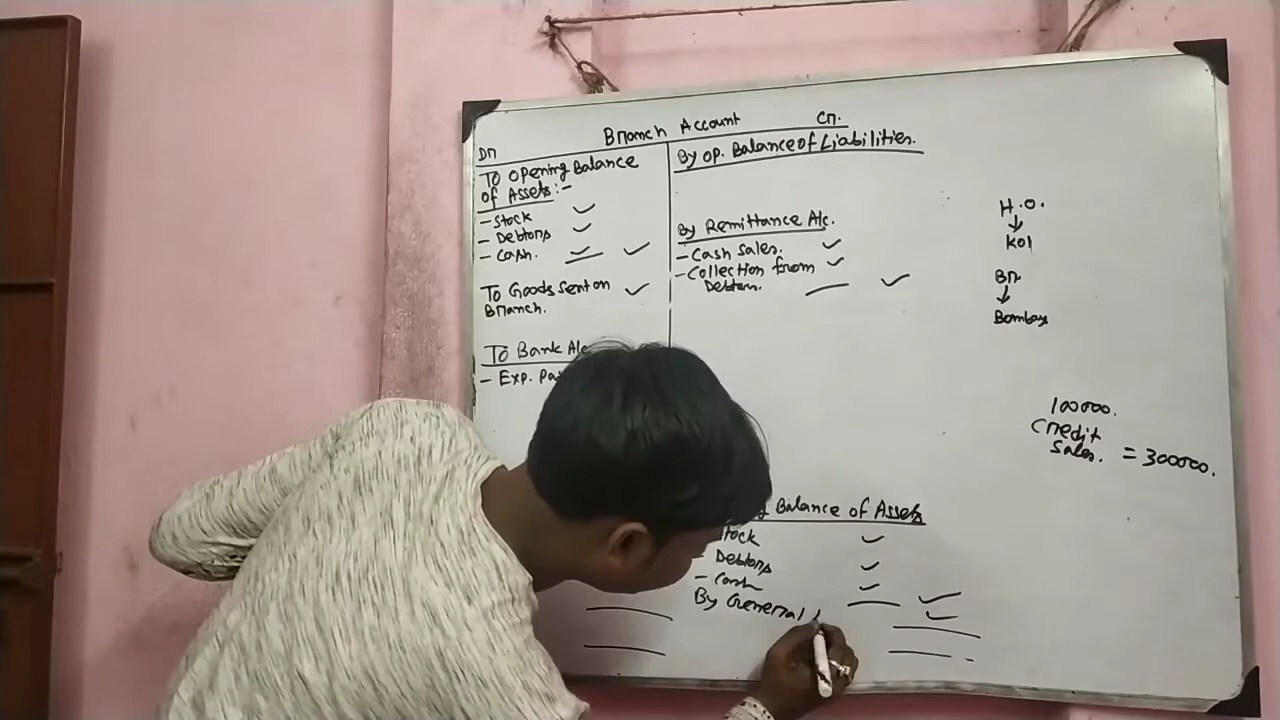 Branch Account
Dr
Cr.
To Opening Balance
of Assets:-
- Stock
- Debtors
- Cash.
To Goods Sent on
Branch.
To Bank A/c
- Exp.
By Op. Balance of Liabilities.
By Remittance A/c.
- Cash Sales.
- Collection from
Debtors.
Balance of Assets
- Debtors
- Cash
By General
H.O.
↓
Kol
Br.
↓
Bombay
100000.
Credit
Sales. = 300000.